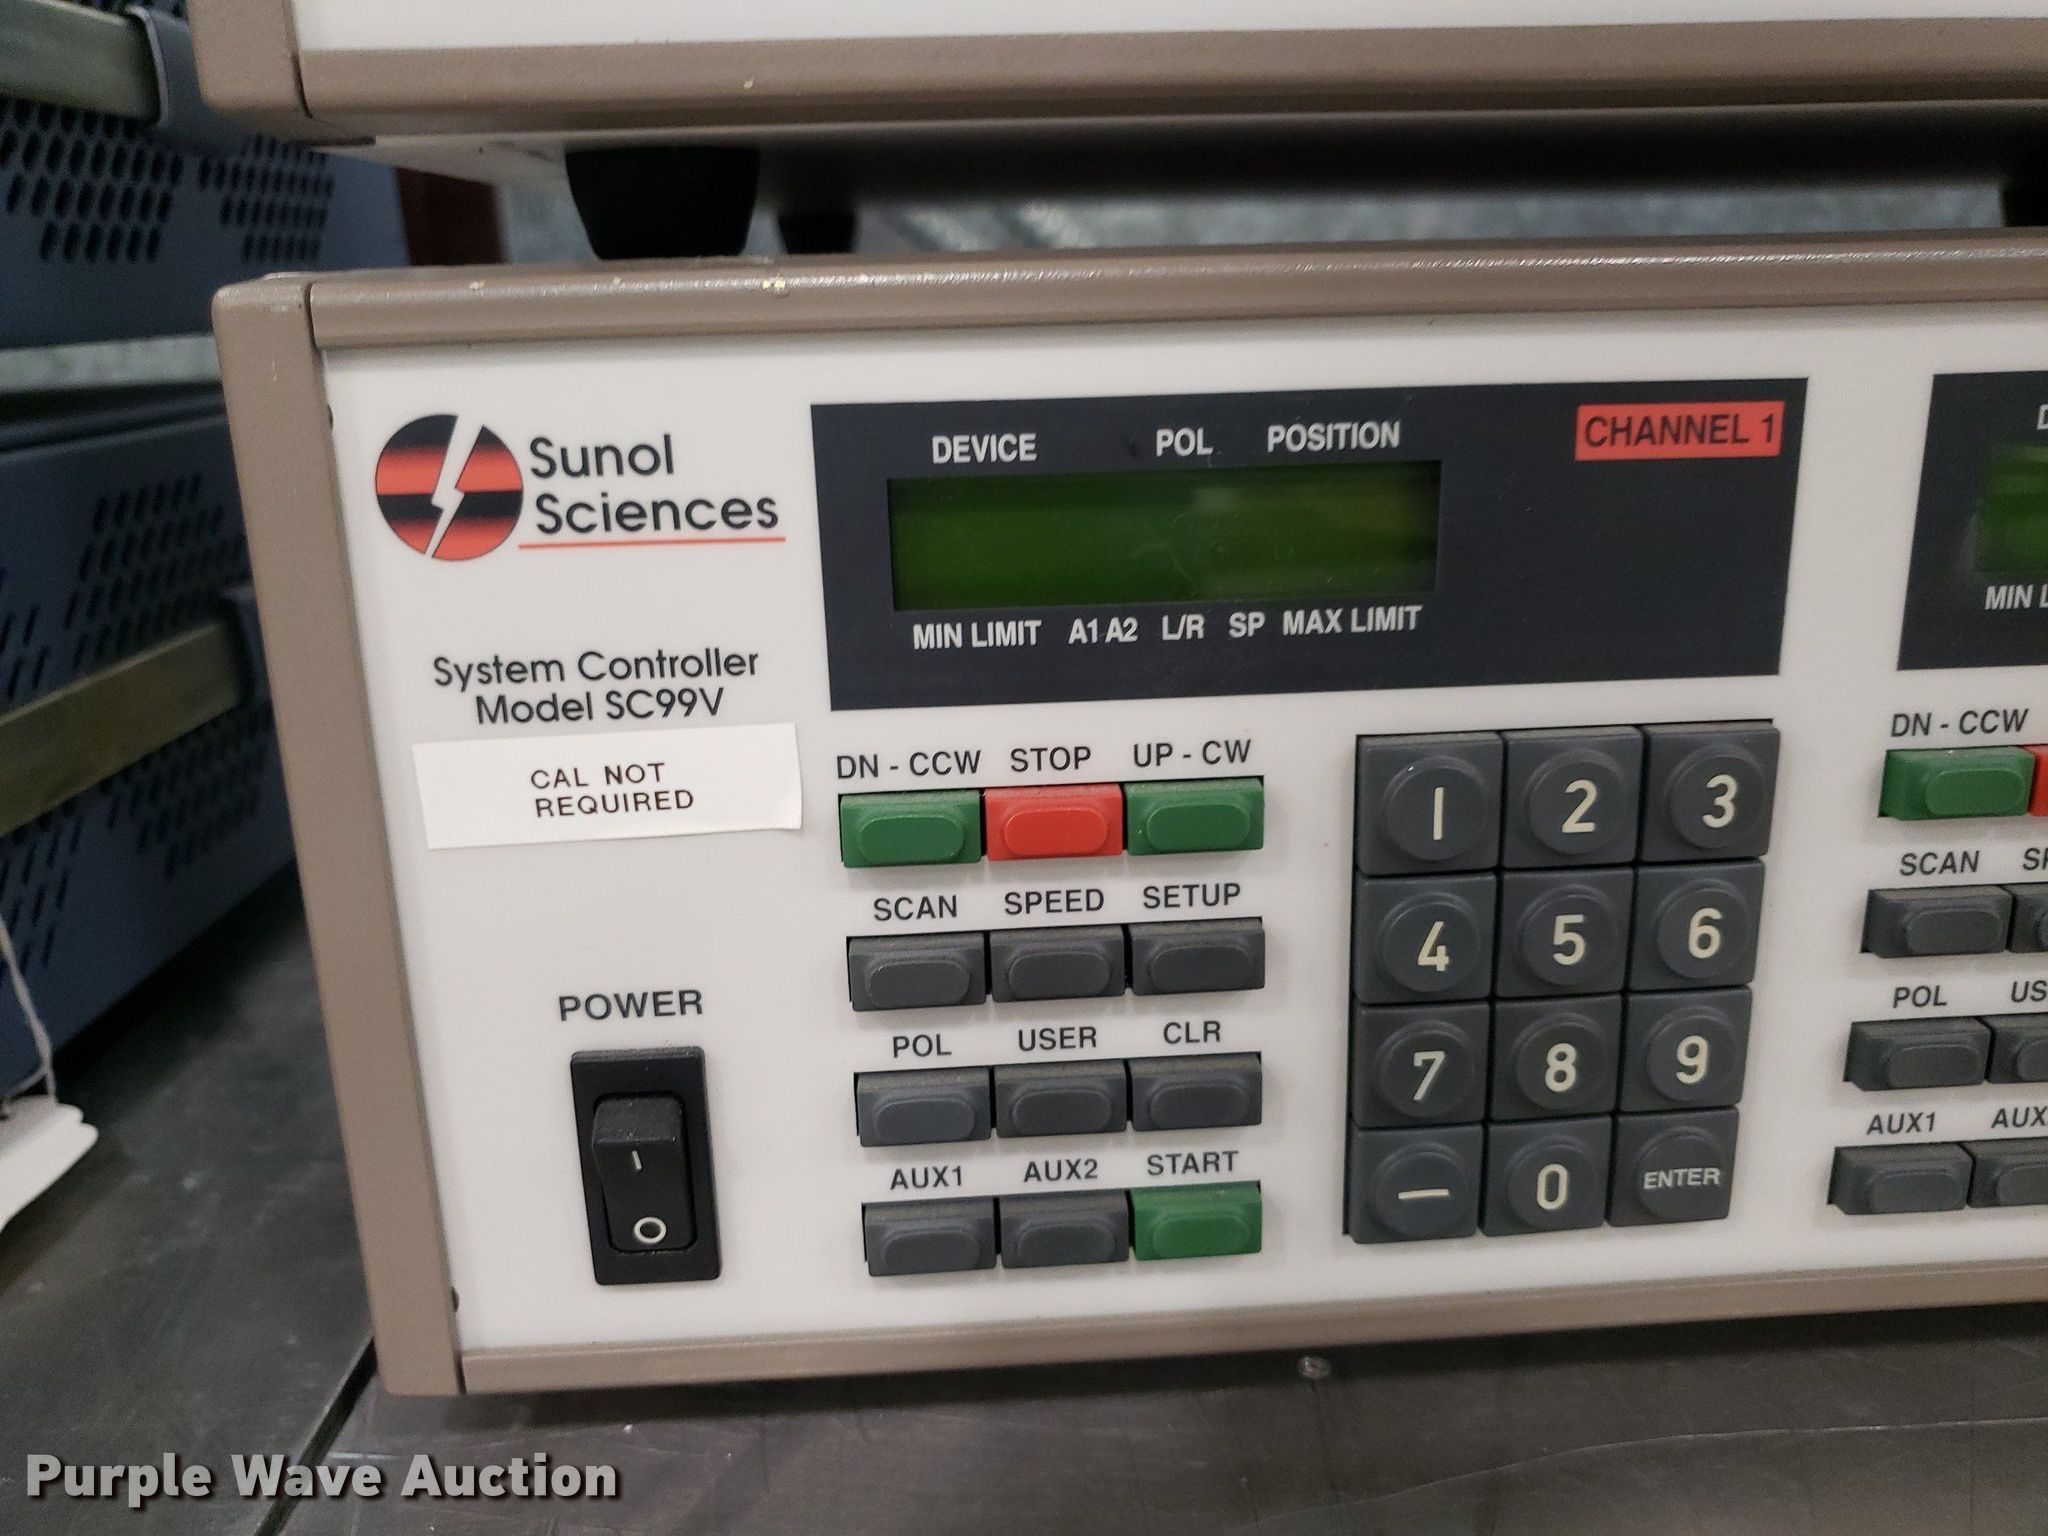 Sunol
Sciences
System Controller
Model SC99V
CAL NOT
REQUIRED
POWER
DEVICE POL POSITION
CHANNEL 1
MIN LIMIT A1 A2 L/R SP MAX LIMIT
DN - CCW STOP UP - CW
SCAN SPEED SETUP
POL USER CLR
AUX1 AUX2 START
1 2 3
4 5 6
7 8 9
— 0 ENTER
MIN
DN - CCW
SCAN
POL
AUX1
Purple Wave Auction